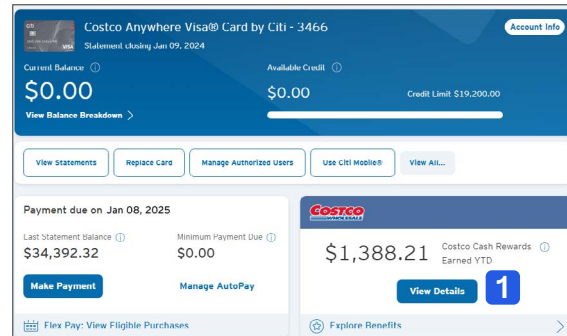 citi
VISA
Costco Anywhere Visa® Card by Citi - 3466
Account Info
Statement closing Jan 09, 2024
Current Balance
Available Credit
$0.00
$0.00
Credit Limit $19,200.00
View Balance Breakdown >
View Statements
Replace Card
Manage Authorized Users
Use Citi Mobile®
View All...
Payment due on Jan 08, 2025
Last Statement Balance
Minimum Payment Due
$34,392.32
$0.00
Make Payment
Manage AutoPay
Flex Pay: View Eligible Purchases
COSTCO
WHOLESALE
$1,388.21
Costco Cash Rewards
Earned YTD
View Details
1
Explore Benefits >